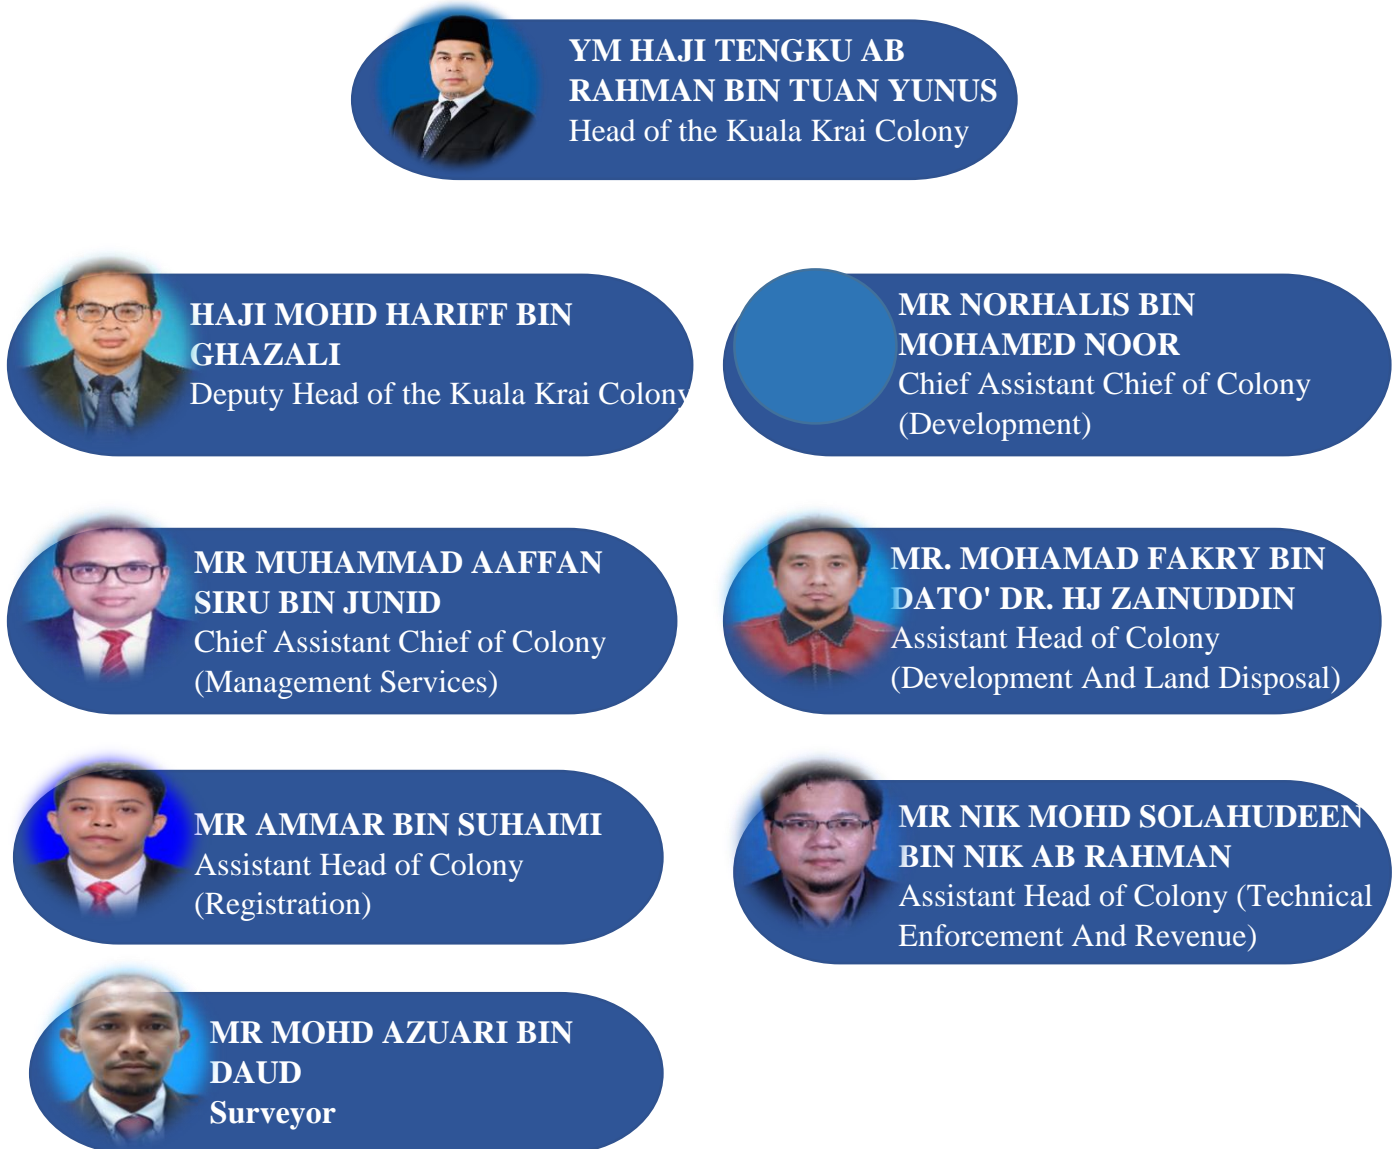 YM HAJI TENGKU AB
RAHMAN BIN TUAN YUNUS
Head of the Kuala Krai Colony
HAJI MOHD HARIFF BIN
GHAZALI
Deputy Head of the Kuala Krai Colony
MR NORHALIS BIN
MOHAMED NOOR
Chief Assistant Chief of Colony
(Development)
MR MUHAMMAD AAFFAN
SIRU BIN JUNID
Chief Assistant Chief of Colony
(Management Services)
MR. MOHAMAD FAKRY BIN
DATO' DR. HJ ZAINUDDIN
Assistant Head of Colony
(Development And Land Disposal)
MR AMMAR BIN SUHAIMI
Assistant Head of Colony
(Registration)
MR NIK MOHD SOLAHUDEEN
BIN NIK AB RAHMAN
Assistant Head of Colony (Technical
Enforcement And Revenue)
MR MOHD AZUARI BIN
DAUD
Surveyor